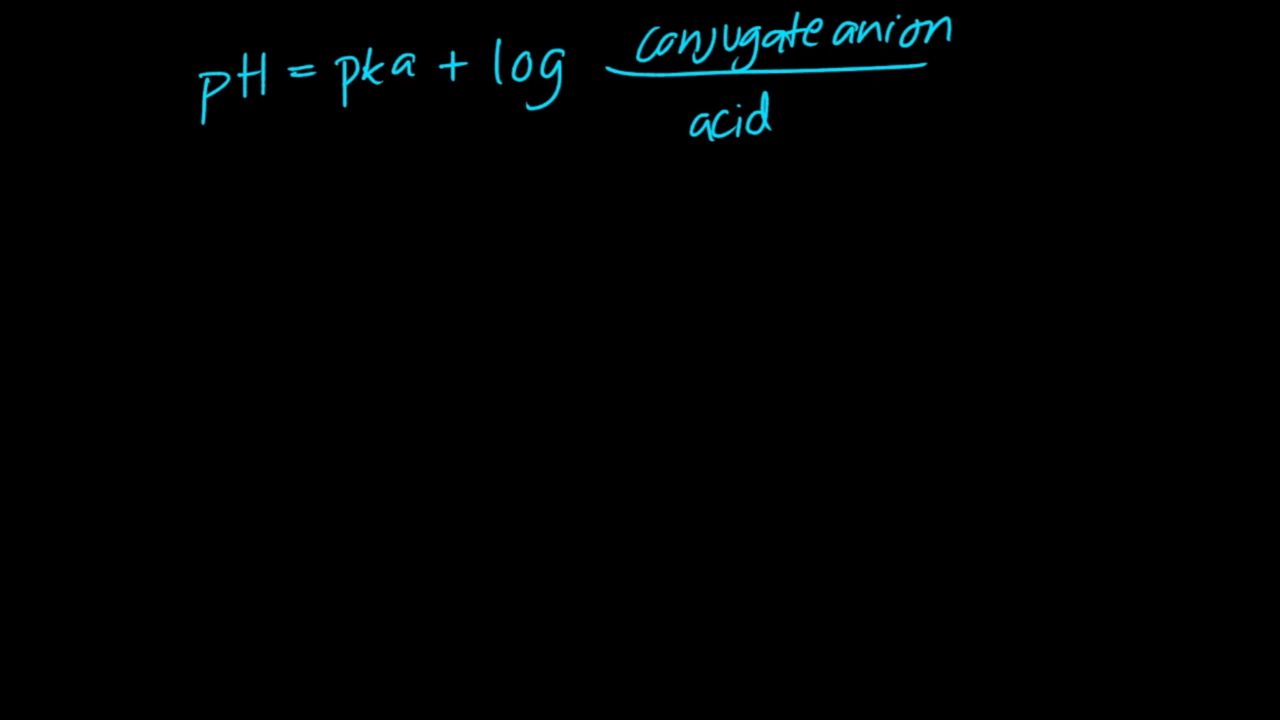 pH = pka + log conjugate anion
acid